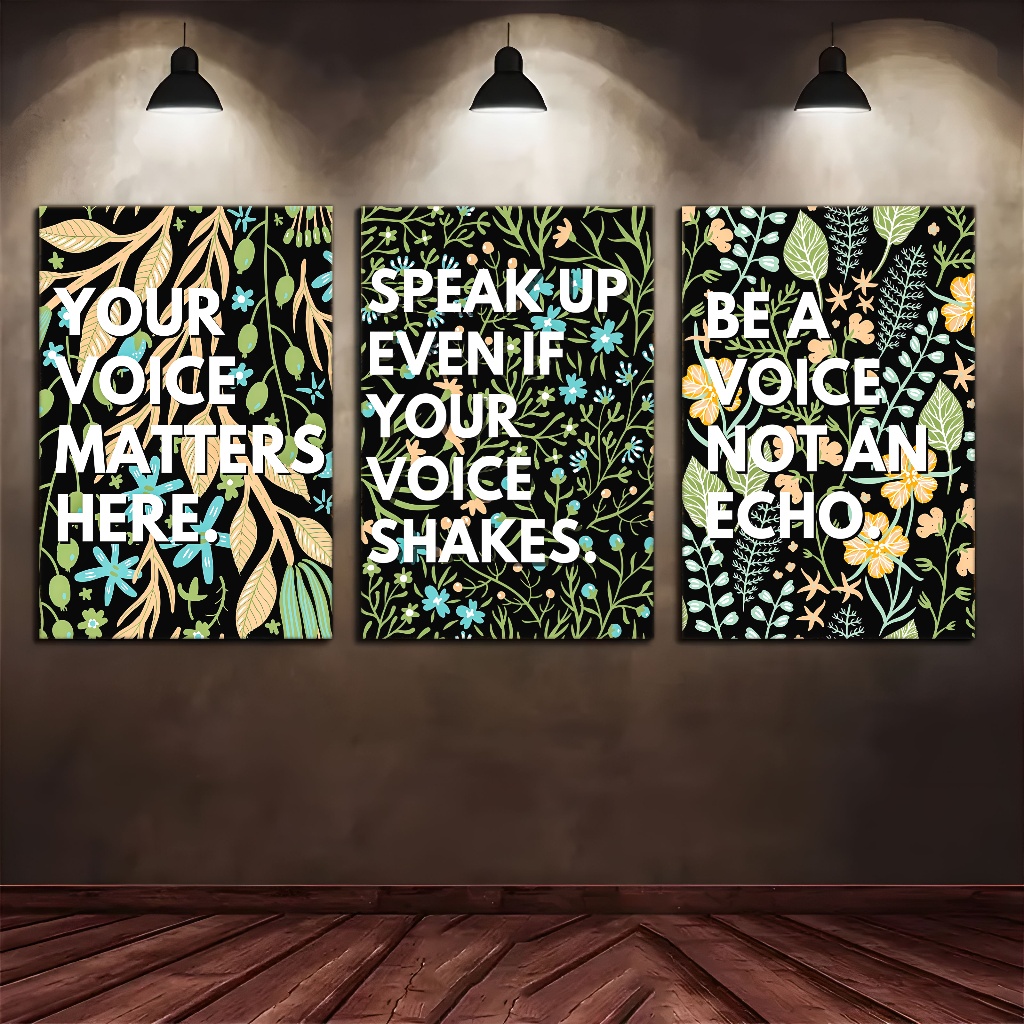 YOUR
VOICE
MATTERS
HERE.
SPEAK UP
EVEN IF
YOUR
VOICE
SHAKES.
BE A
VOICE
NOT AN
ECHO.